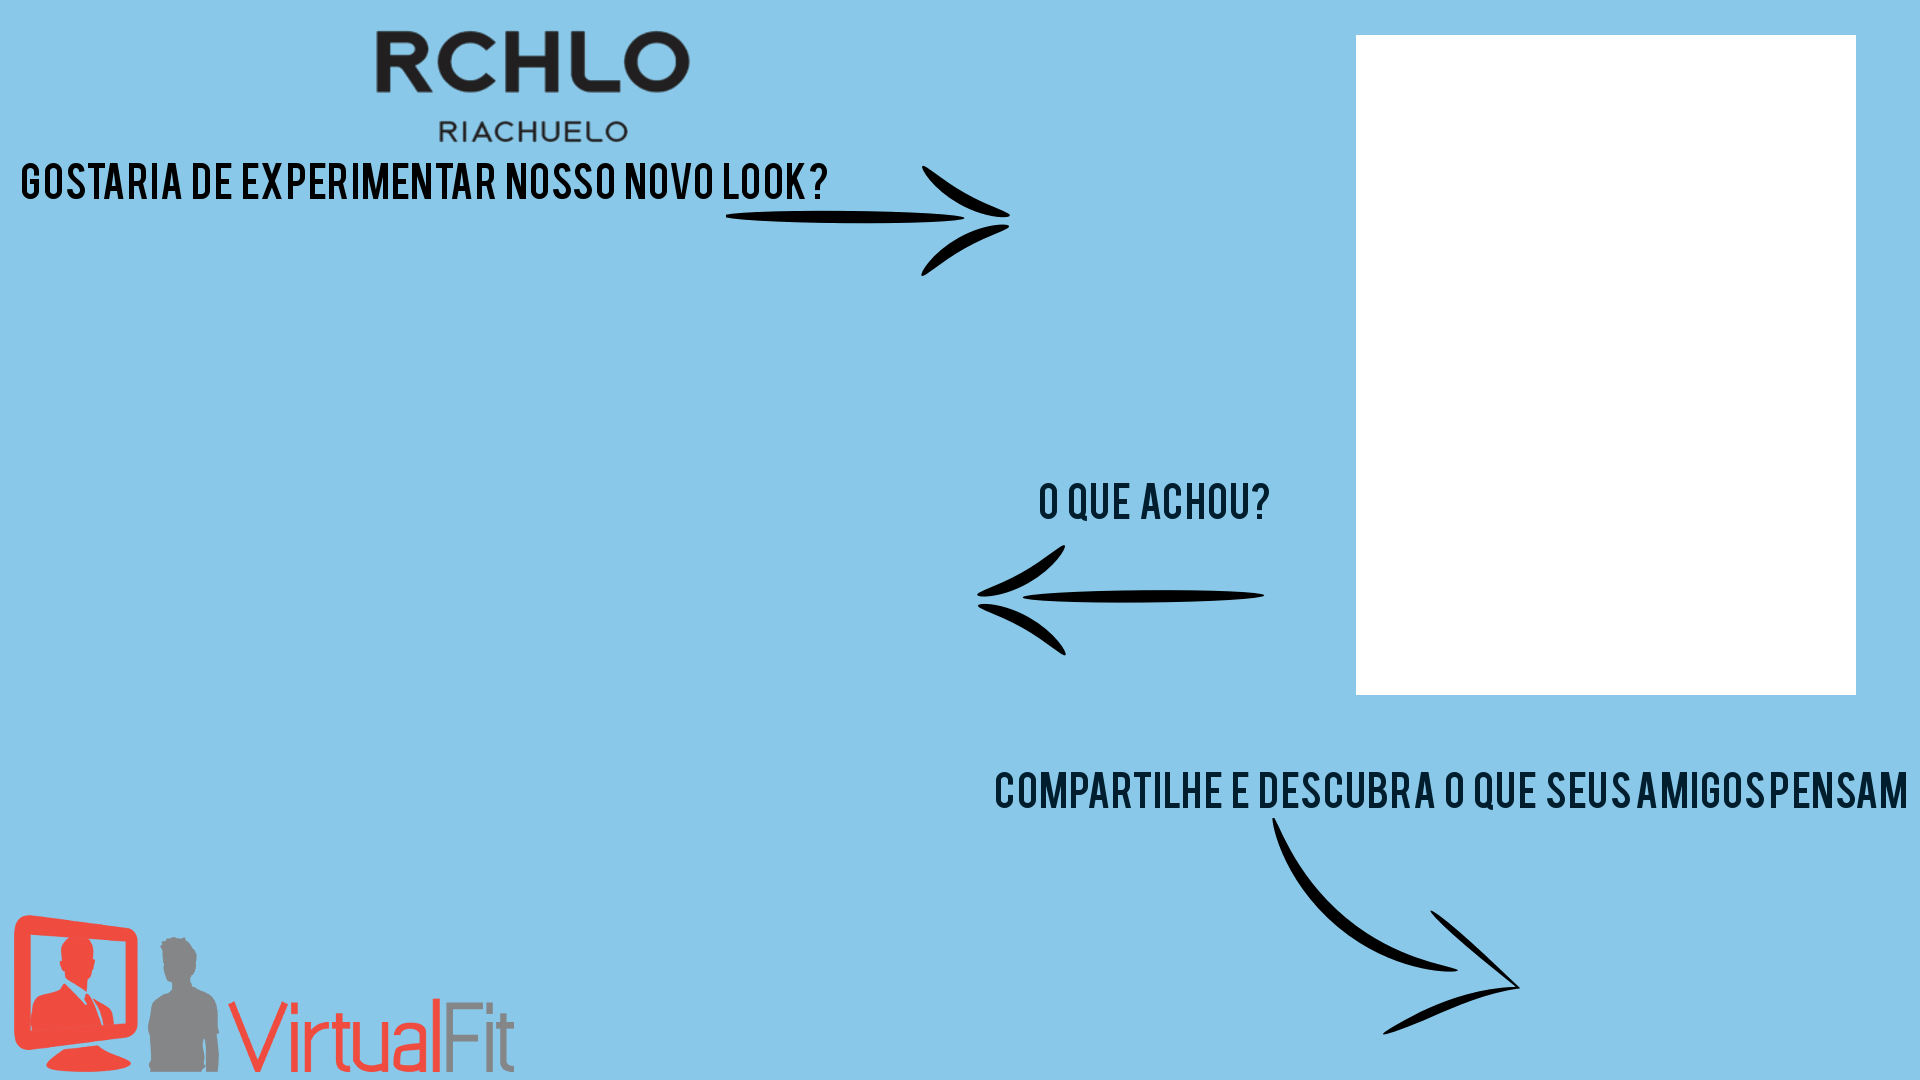 RCHLO
RIACHUELO
GOSTARIA DE EXPERIMENTAR NOSSO NOVO LOOK?
O QUE ACHOU?
COMPARTILHE E DESCUBRA O QUE SEUS AMIGOS PENSAM
VirtualFit